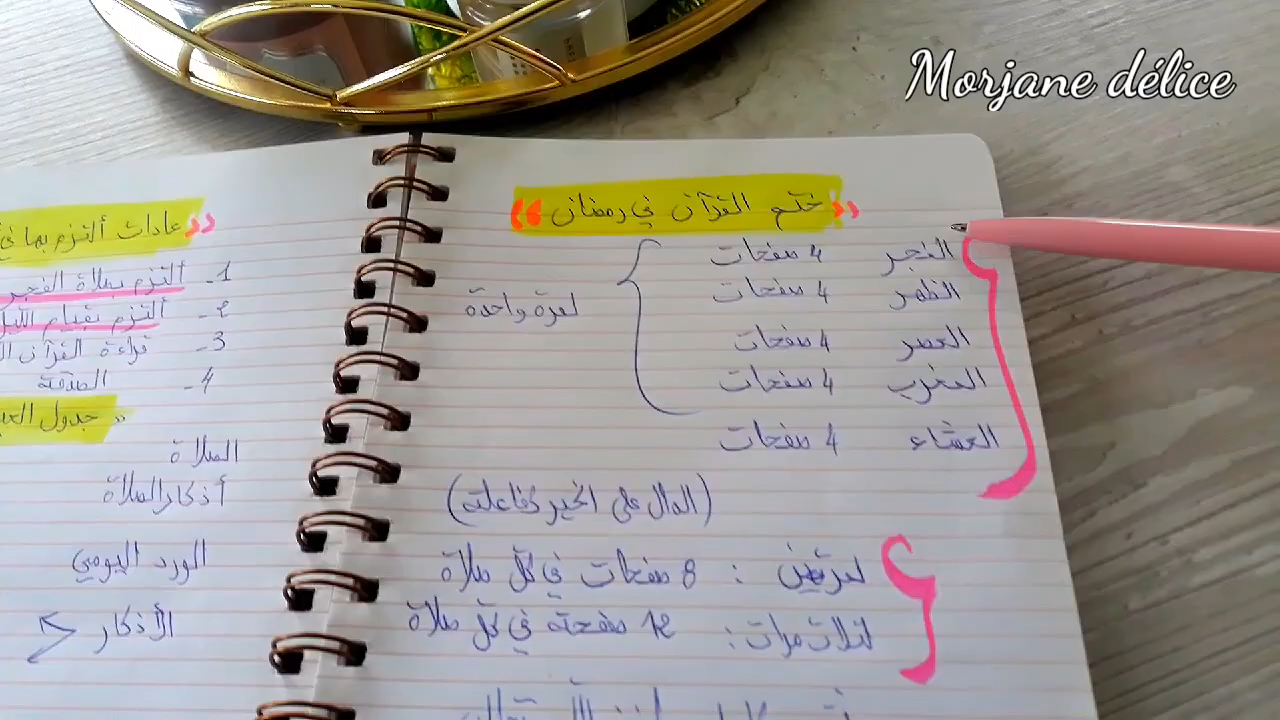 Morjane délice
« ختم القرآن في رمضان »
الفجر 4 صفحات
الظهر 4 صفحات
لمرة واحدة
العصر 4 صفحات
المغرب 4 صفحات
العشاء 4 صفحات
(الدال على الخير كفاعله)
لمرتين : 8 صفحات في كل صلاة
لثلاث مرات : 12 صفحة في كل صلاة
« عادات ألتزم بها في
1_ ألتزم بصلاة الفجر
2_ ألتزم بقيام الليل
3_ قراءة القرآن
4_ الصدقة
« جدول
الصلاة
أذكار الصلاة
الورد اليومي
الأذكار